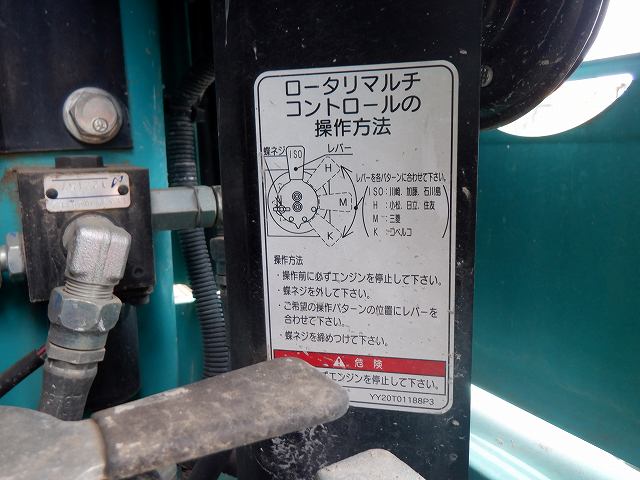 ロータリマルチ
コントロールの
操作方法
蝶ネジ
ISO
レバー
H
M
K
レバーを各パターンに合わせて下さい。
ISO：川崎、加藤、石川島
H ：小松、日立、住友
M ：三菱
K ：コベルコ
操作方法
・操作前に必ずエンジンを停止して下さい。
・蝶ネジを外して下さい。
・ご希望の操作パターンの位置にレバーを
合わせて下さい。
・蝶ネジを締めつけて下さい。
危険
ずエンジンを停止して下さい。
YY20T01188P3